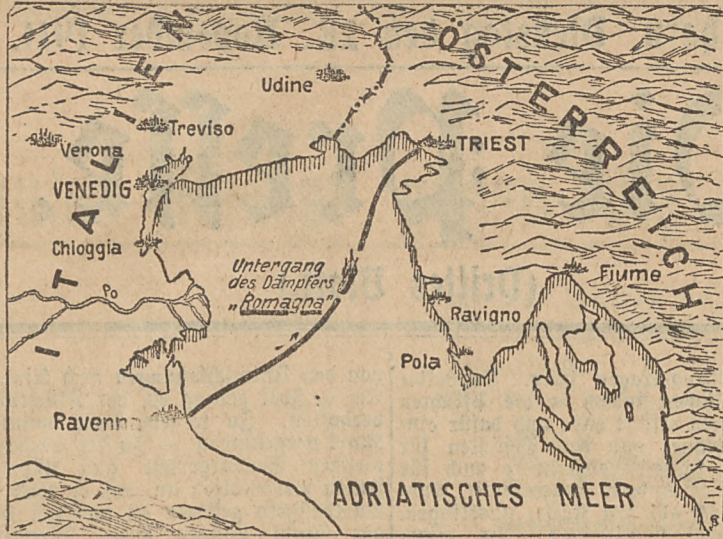 ITALIEN
ÖSTERREICH
Udine
Treviso
Verona
TRIEST
VENEDIG
Chioggia
Untergang
des Dampfers
„Romagna“
Fiume
Po
Ravigno
Pola
Ravenna
ADRIATISCHES MEER